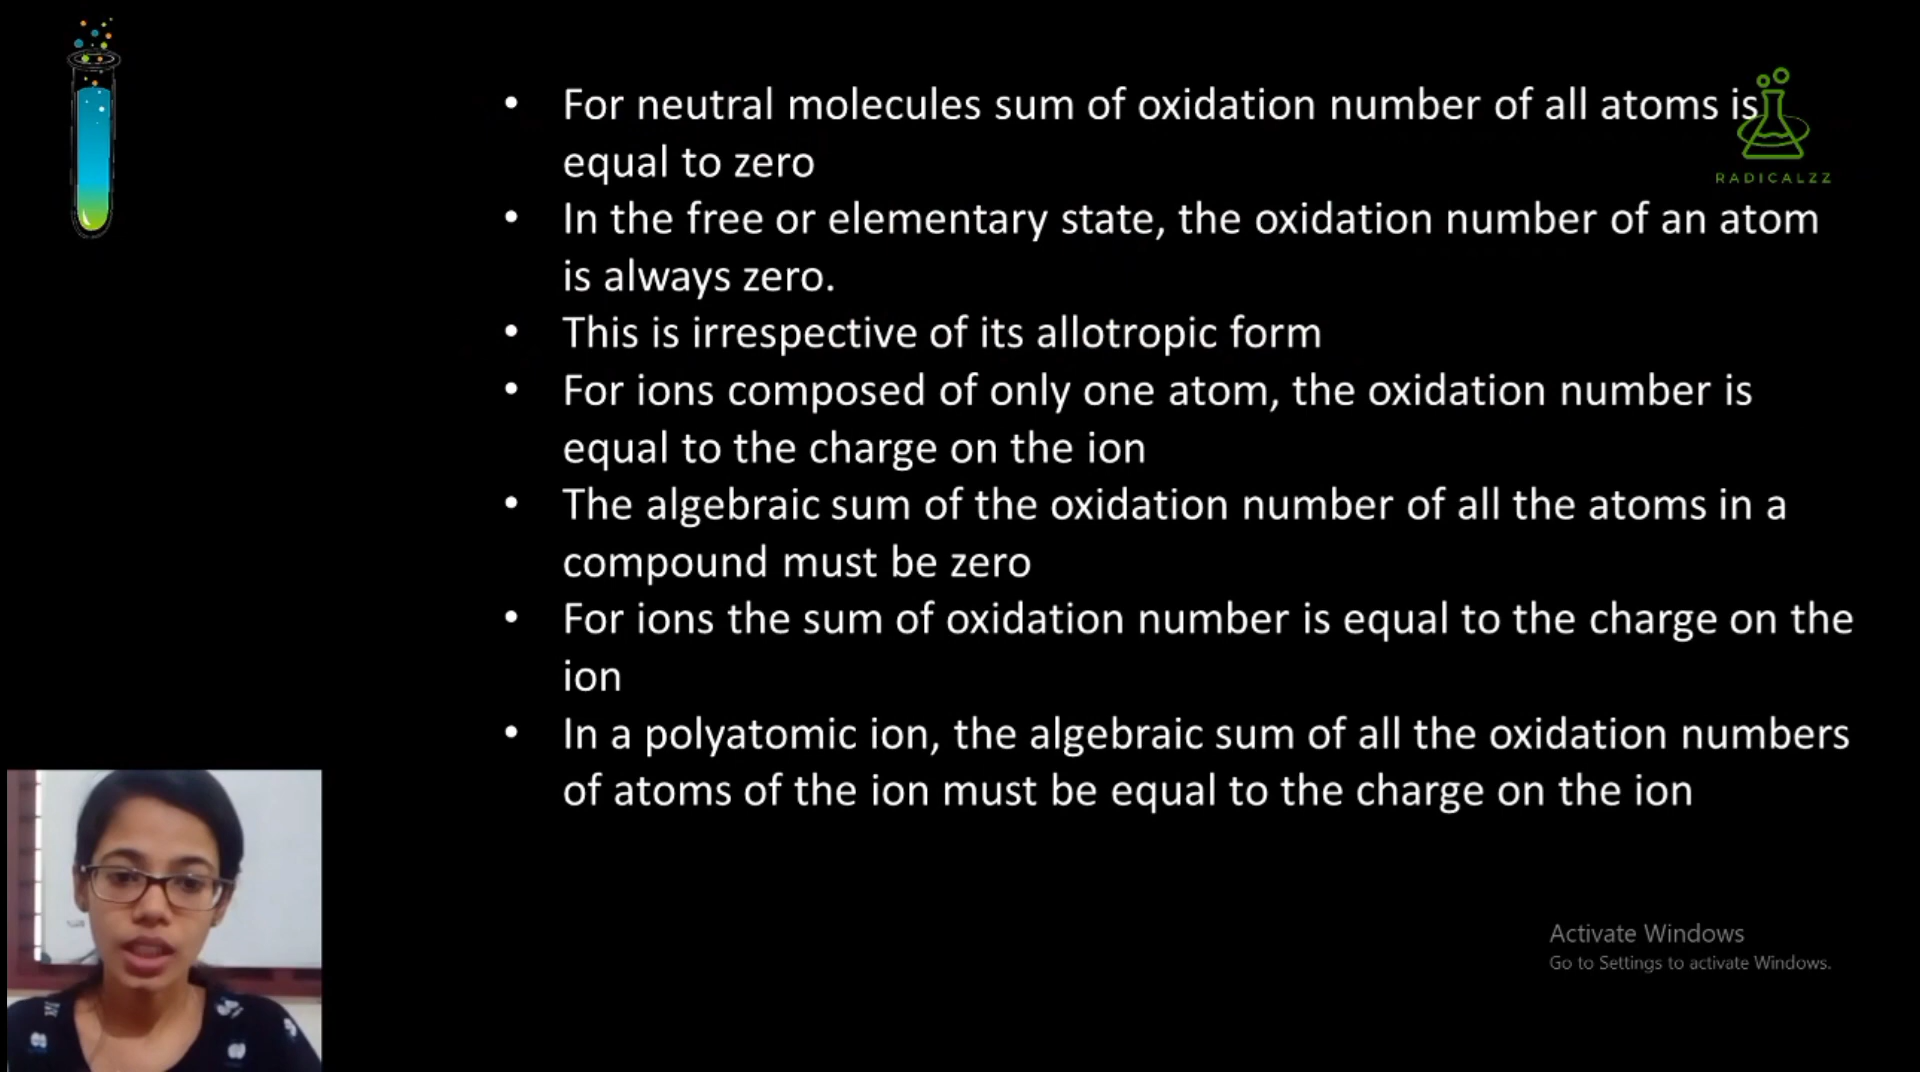 • For neutral molecules sum of oxidation number of all atoms is
equal to zero
RADICALZZ
• In the free or elementary state, the oxidation number of an atom
is always zero.
• This is irrespective of its allotropic form
• For ions composed of only one atom, the oxidation number is
equal to the charge on the ion
• The algebraic sum of the oxidation number of all the atoms in a
compound must be zero
• For ions the sum of oxidation number is equal to the charge on the
ion
• In a polyatomic ion, the algebraic sum of all the oxidation numbers
of atoms of the ion must be equal to the charge on the ion
Activate Windows
Go to Settings to activate Windows.